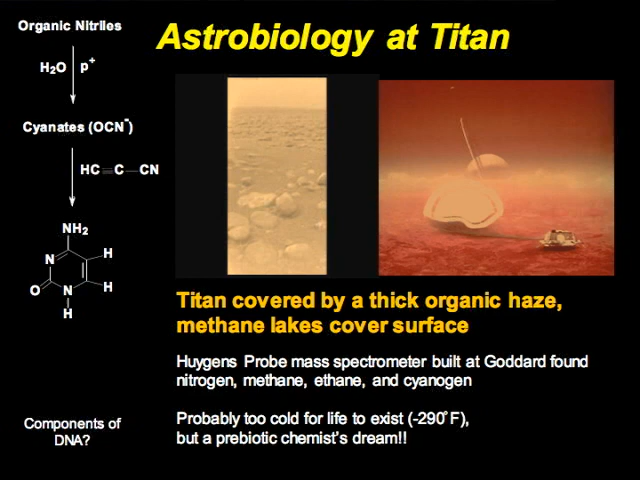 Astrobiology at Titan
Organic Nitriles
H₂O p⁺
Cyanates (OCN⁻)
HC≡C—CN
NH₂
N
H
O
N
H
H
Components of
DNA?
Titan covered by a thick organic haze,
methane lakes cover surface
Huygens Probe mass spectrometer built at Goddard found
nitrogen, methane, ethane, and cyanogen
Probably too cold for life to exist (-290°F),
but a prebiotic chemist's dream!!